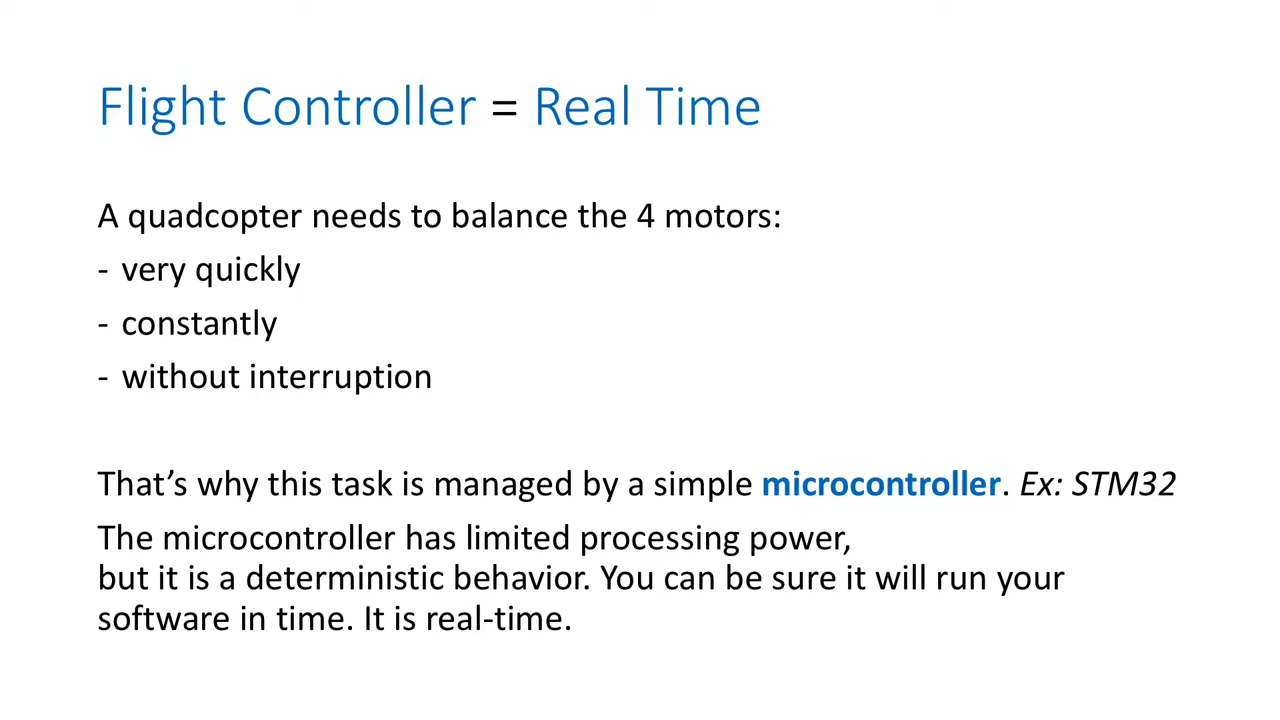 Flight Controller = Real Time
A quadcopter needs to balance the 4 motors:
- very quickly
- constantly
- without interruption
That’s why this task is managed by a simple microcontroller. Ex: STM32
The microcontroller has limited processing power,
but it is a deterministic behavior. You can be sure it will run your
software in time. It is real-time.